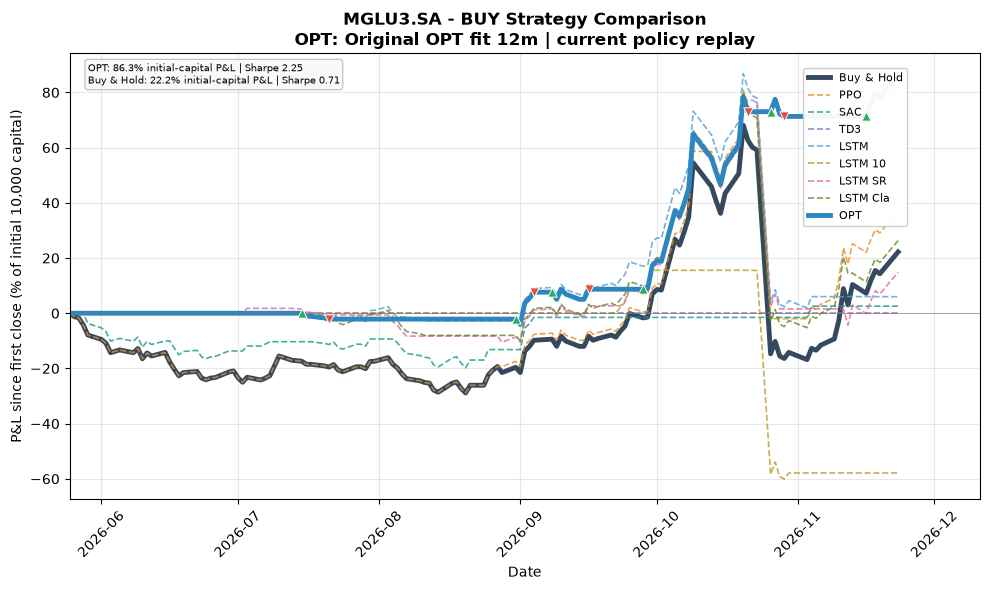 MGLU3.SA - BUY Strategy Comparison
OPT: Original OPT fit 12m | current policy replay
OPT: 86.3% initial-capital P&L | Sharpe 2.25
Buy & Hold: 22.2% initial-capital P&L | Sharpe 0.71
Buy & Hold
PPO
SAC
TD3
LSTM
LSTM 10
LSTM SR
LSTM Cla
OPT
P&L since first close (% of initial 10,000 capital)
80
60
40
20
0
−20
−40
−60
2026-06
2026-07
2026-08
2026-09
2026-10
2026-11
2026-12
Date